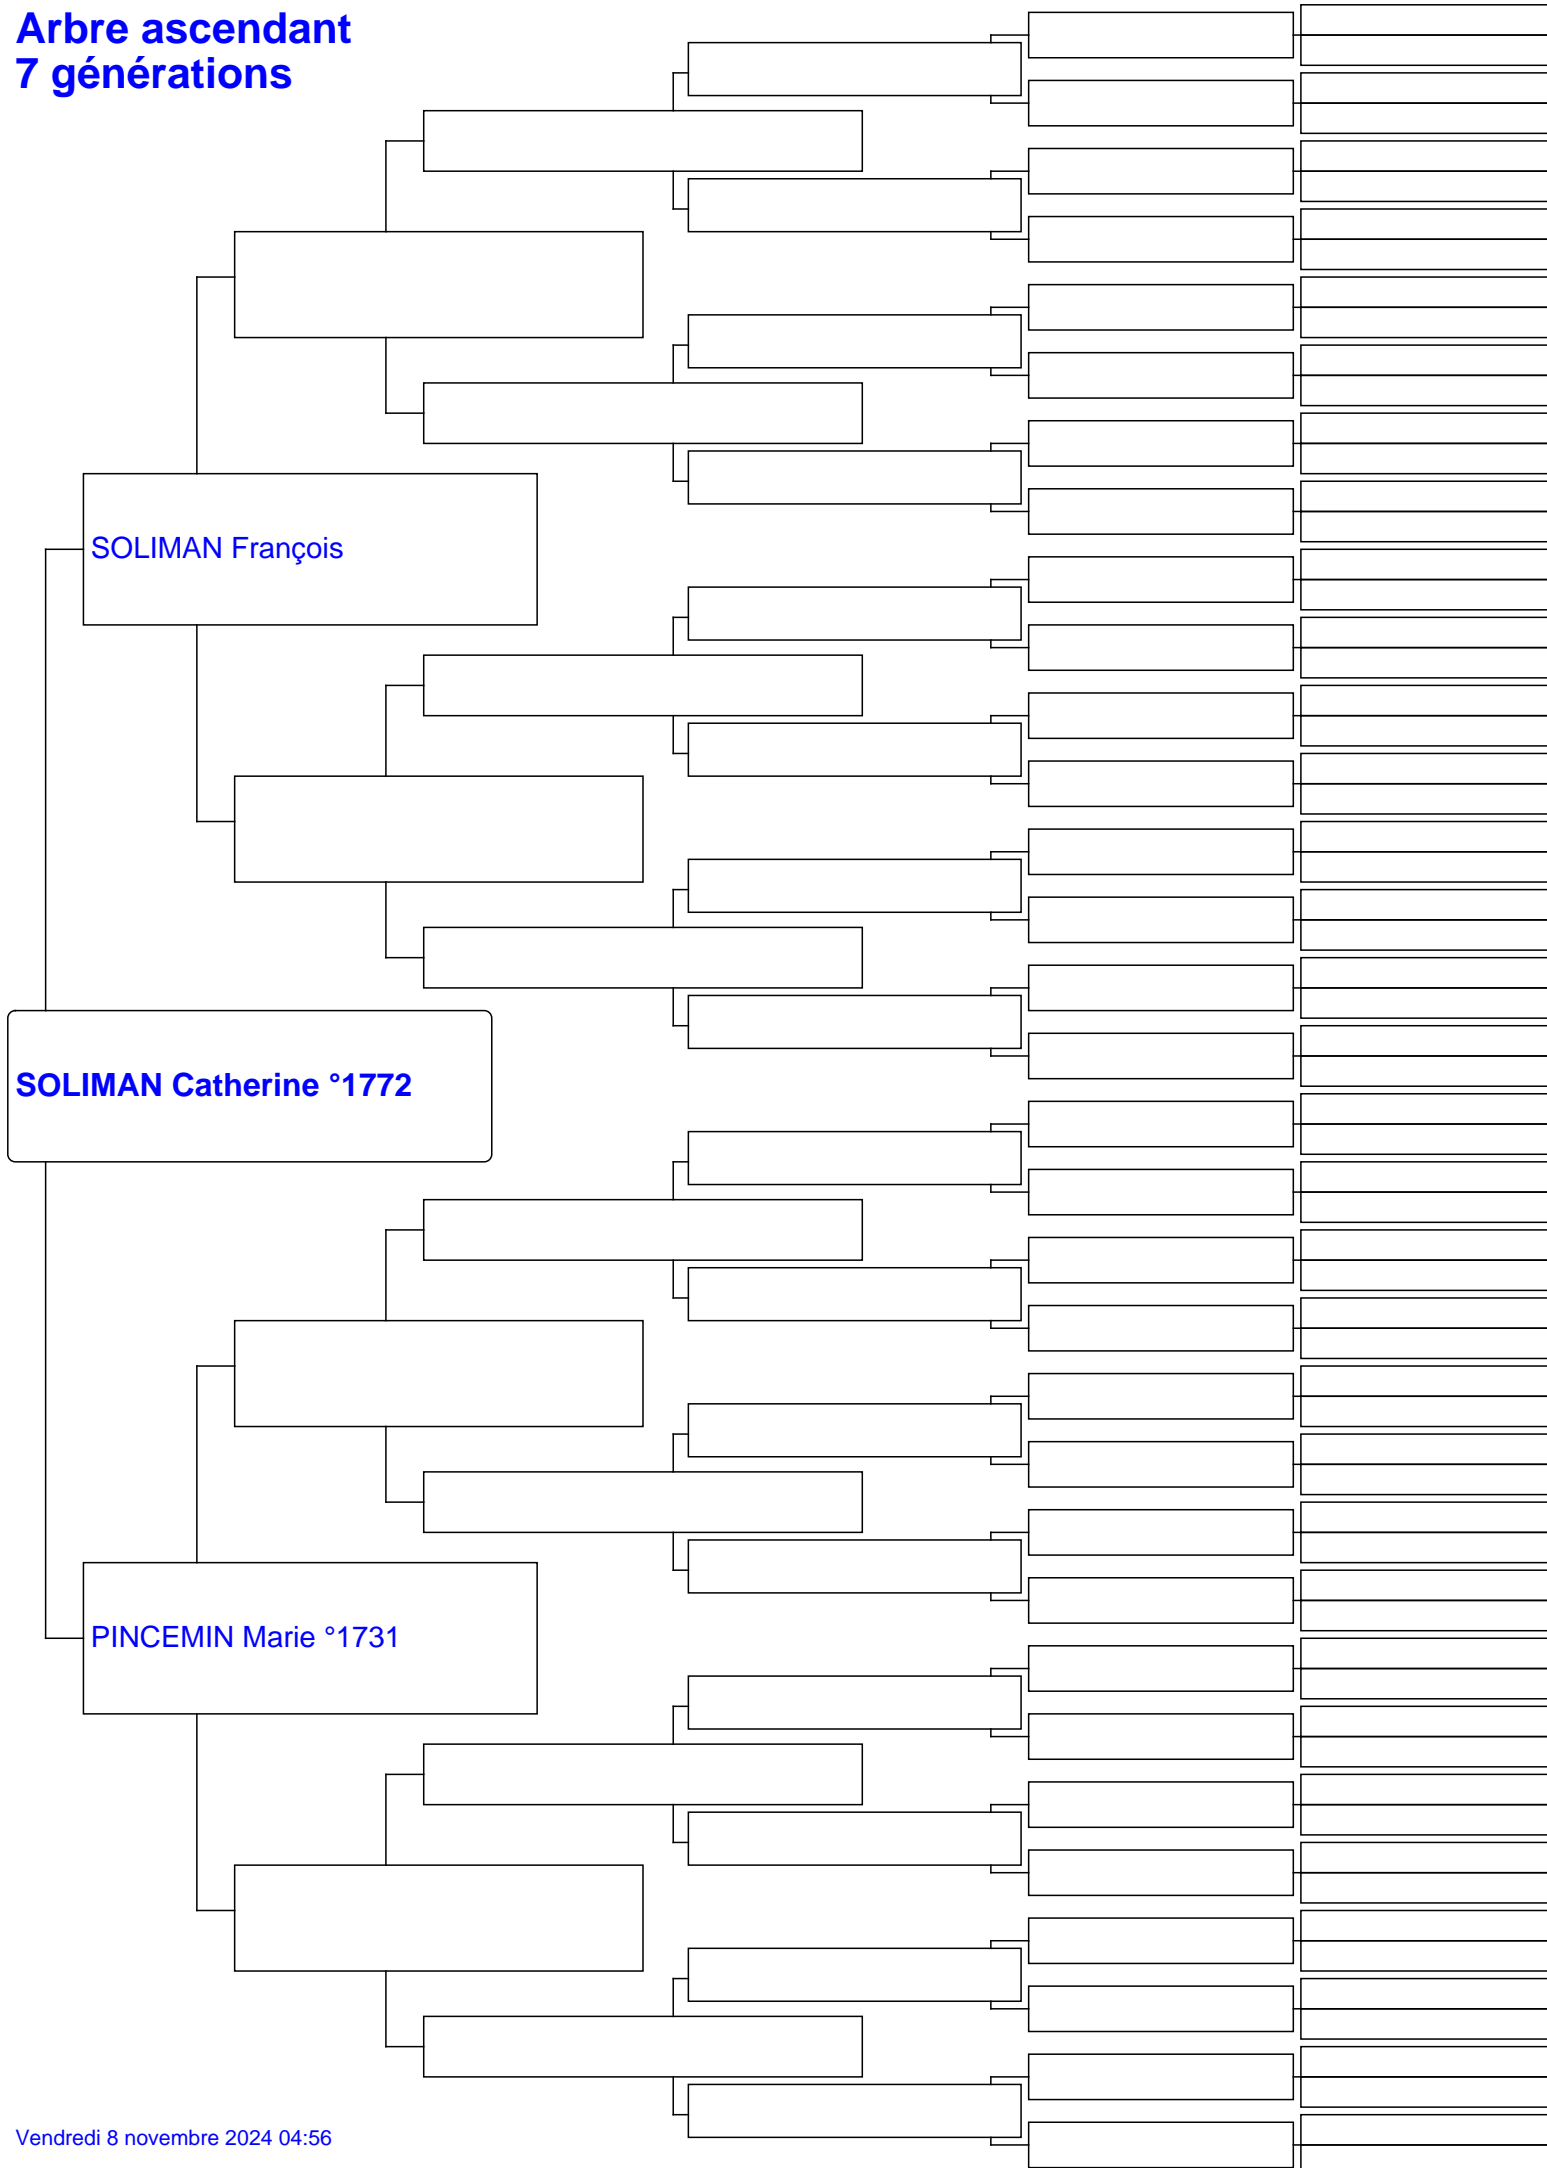 Arbre ascendant
7 générations
SOLIMAN François
SOLIMAN Catherine °1772
PINCEMIN Marie °1731
Vendredi 8 novembre 2024 04:56